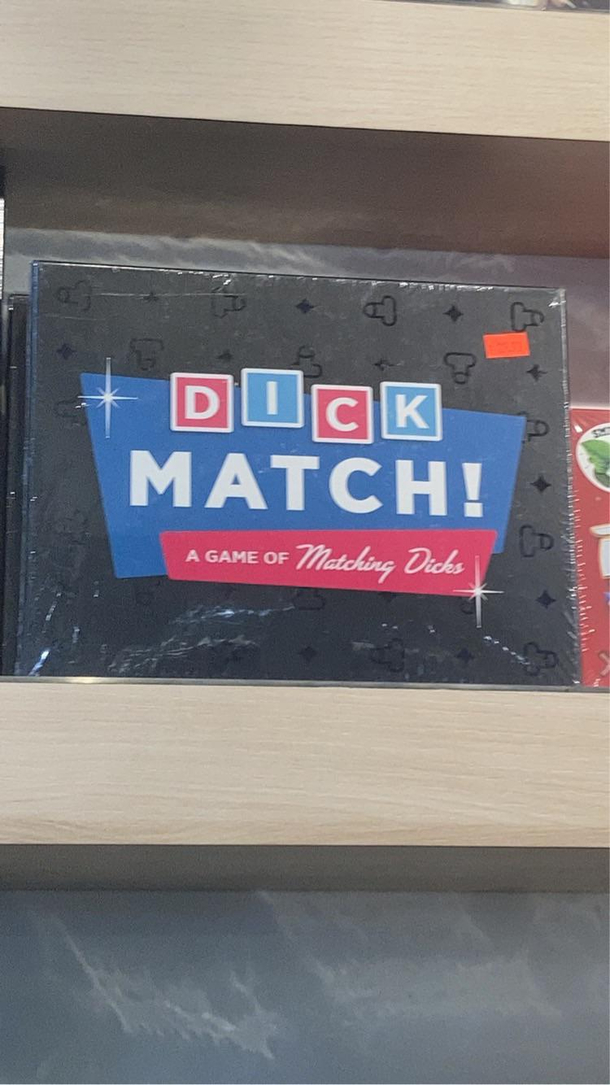 DICK
MATCH!
A GAME OF Matching Dicks